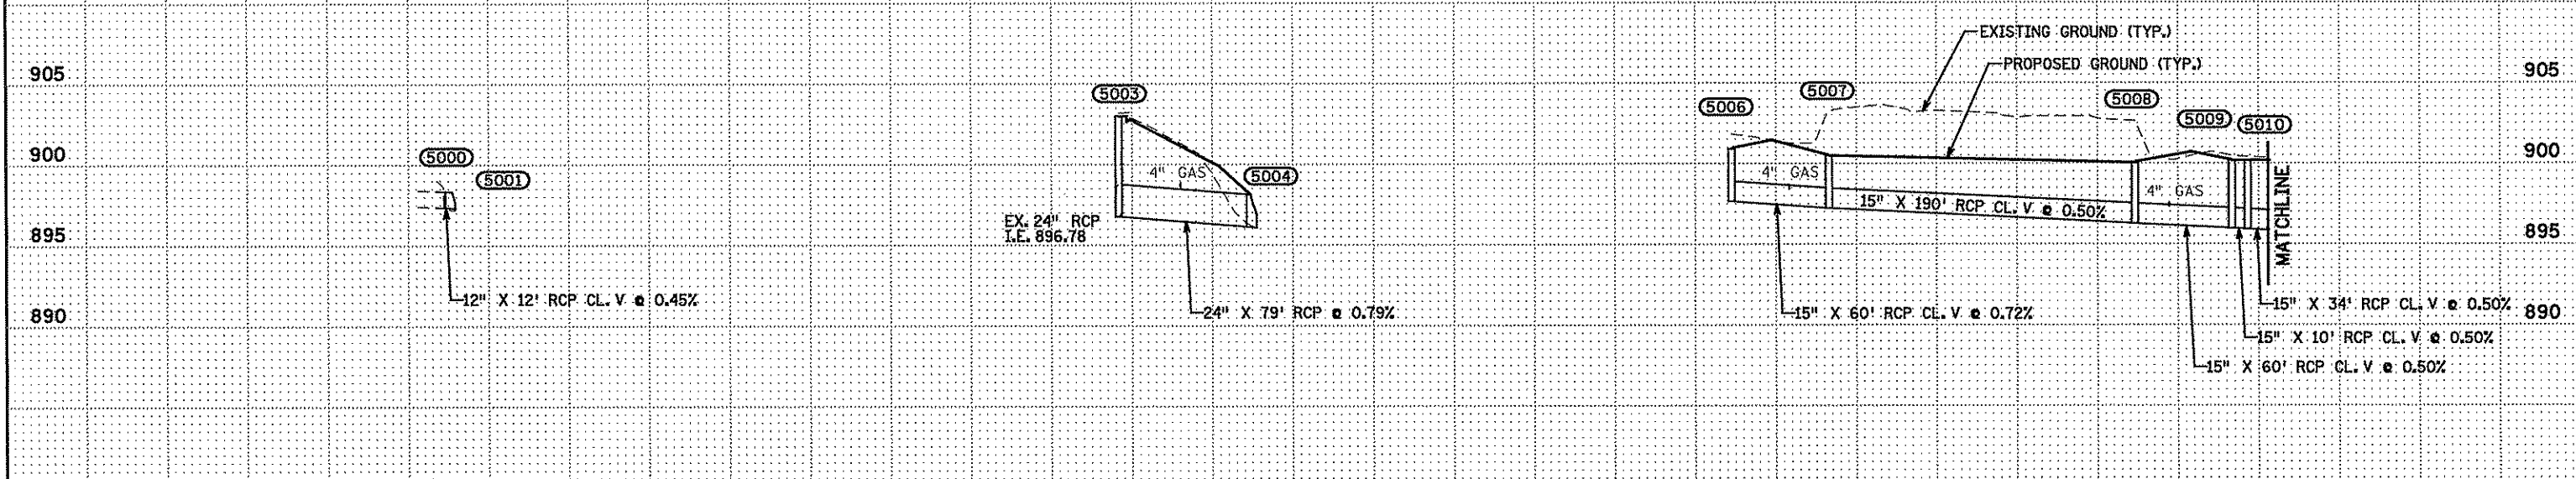 EXISTING GROUND (TYP.)
PROPOSED GROUND (TYP.)
905
905
5003
5006
5007
5008
5009
5010
900
900
5000
5001
4" GAS
5004
4" GAS
4" GAS
15" X 190' RCP CL. V @ 0.50%
MATCHLINE
EX. 24" RCP
I.E. 896.78
895
895
12" X 12' RCP CL. V @ 0.45%
24" X 79' RCP @ 0.79%
15" X 60' RCP CL. V @ 0.72%
15" X 34' RCP CL. V @ 0.50%
890
890
15" X 10' RCP CL. V @ 0.50%
15" X 60' RCP CL. V @ 0.50%